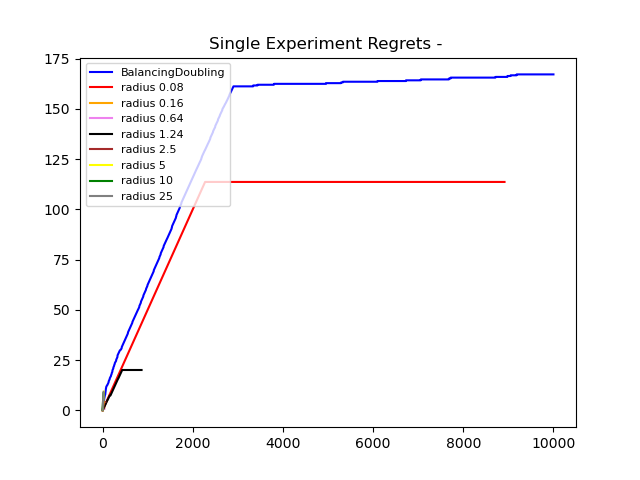 Single Experiment Regrets -
175
150
125
100
75
50
25
0
BalancingDoubling
radius 0.08
radius 0.16
radius 0.64
radius 1.24
radius 2.5
radius 5
radius 10
radius 25
0 2000 4000 6000 8000 10000